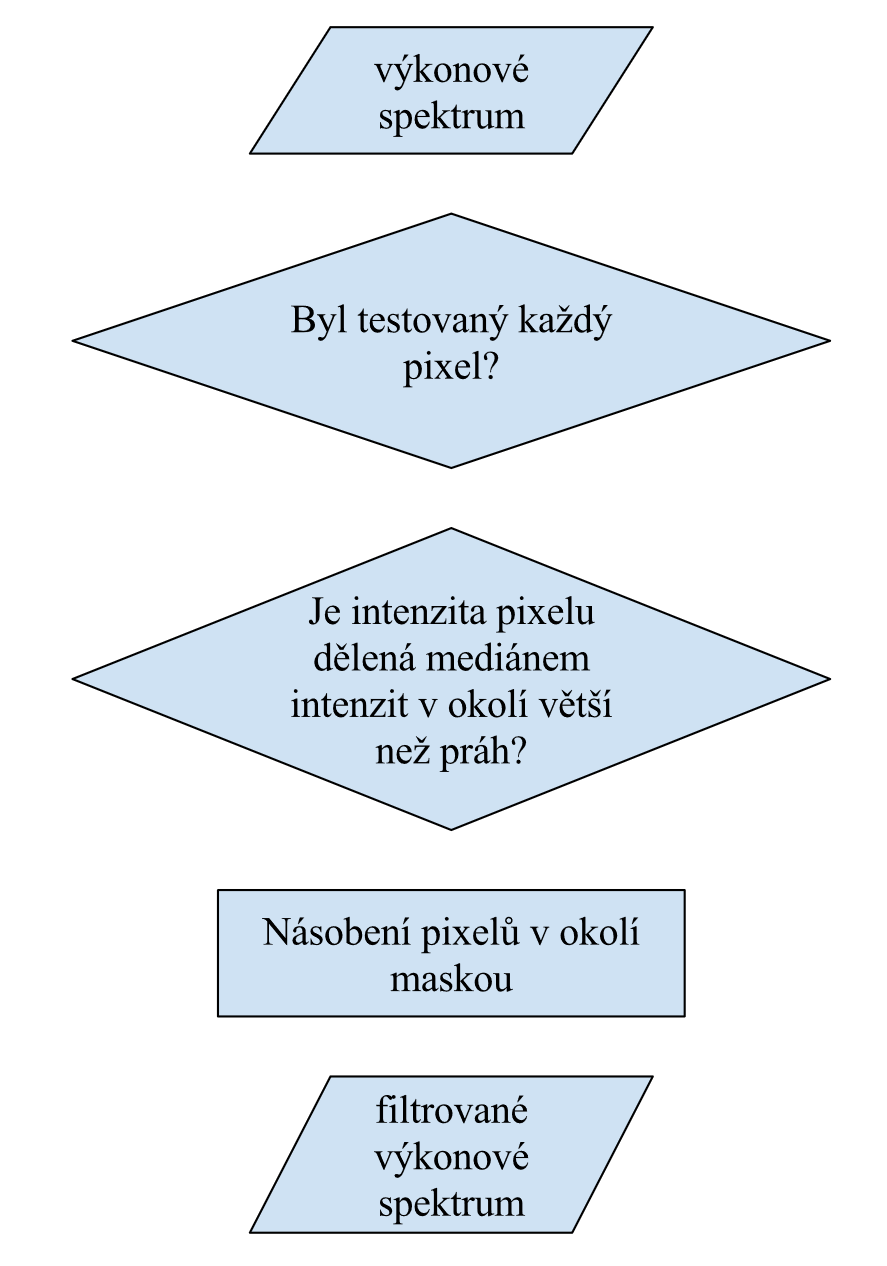 výkonové
spektrum
Byl testovaný každý
pixel?
Je intenzita pixelu
dělená mediánem
intenzit v okolí větší
než práh?
Násobení pixelů v okolí
maskou
filtrované
výkonové
spektrum